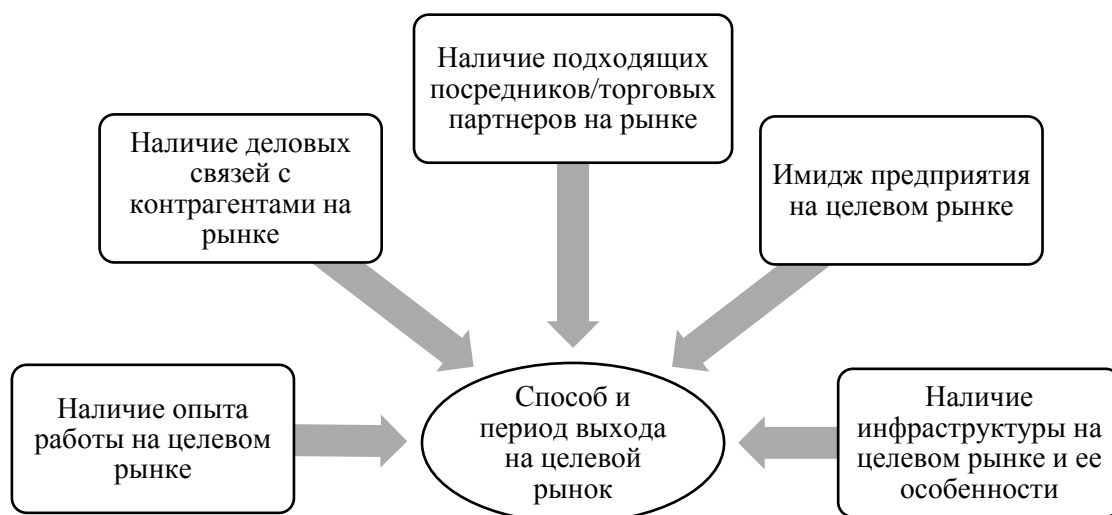 Наличие подходящих
посредников/торговых
партнеров на рынке
Наличие деловых
связей с
контрагентами на
рынке
Имидж предприятия
на целевом рынке
Наличие опыта
работы на целевом
рынке
Способ и
период выхода
на целевой
рынок
Наличие
инфраструктуры на
целевом рынке и ее
особенности